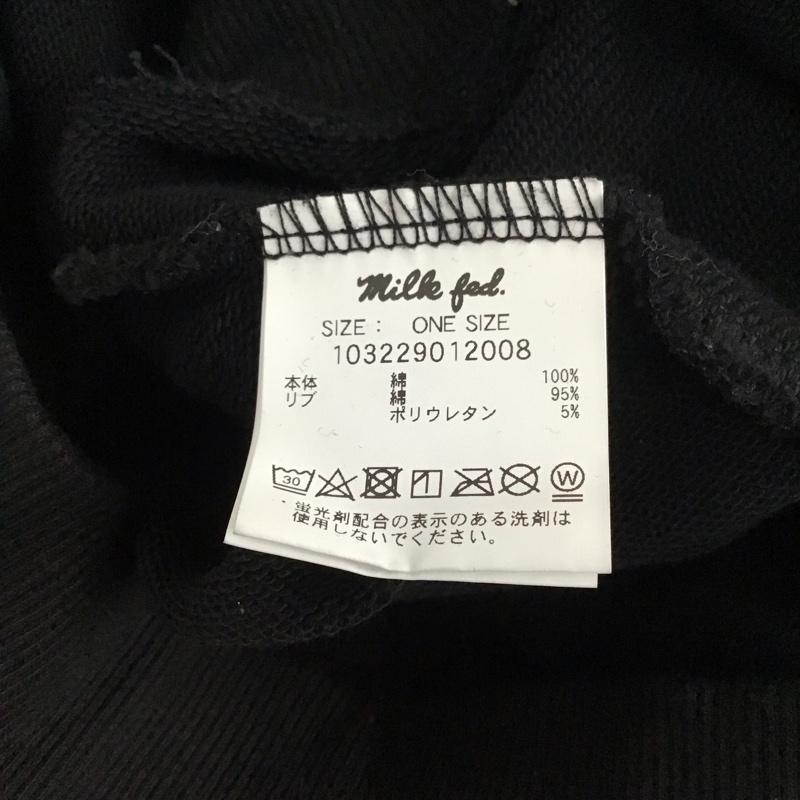 Milk fed.
SIZE : ONE SIZE
103229012008
本体 綿 100%
リブ 綿 95%
ポリウレタン 5%
30 W
蛍光剤配合の表示のある洗剤は
使用しないでください。